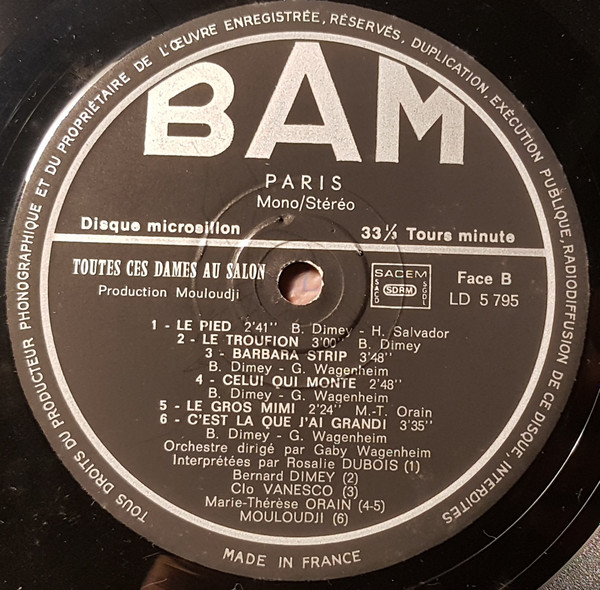 TOUS DROITS DU PRODUCTEUR PHONOGRAPHIQUE ET DU PROPRIÉTAIRE DE L'ŒUVRE ENREGISTRÉE, RÉSERVÉS, DUPLICATION, EXÉCUTION PUBLIQUE, RADIODIFFUSION DE CE DISQUE, INTERDITES
BAM
PARIS
Mono/Stéréo
Disque microsillon 33⅓ Tours minute
TOUTES CES DAMES AU SALON
Production Mouloudji
SACEM
SACD SDRM SGDL
Face B
LD 5 795
1 - LE PIED 2'41'' B. Dimey - H. Salvador
2 - LE TROUFION 3'00'' B. Dimey
3 - BARBARA STRIP 3'48''
B. Dimey - G. Wagenheim
4 - CELUI QUI MONTE 2'48''
B. Dimey - G. Wagenheim
5 - LE GROS MIMI 2'24'' M.-T. Orain
6 - C'EST LA QUE J'AI GRANDI 3'35''
B. Dimey - G. Wagenheim
Orchestre dirigé par Gaby Wagenheim
Interprétées par Rosalie DUBOIS (1)
Bernard DIMEY (2)
Clo VANESCO (3)
Marie-Thérèse ORAIN (4-5)
MOULOUDJI (6)
MADE IN FRANCE